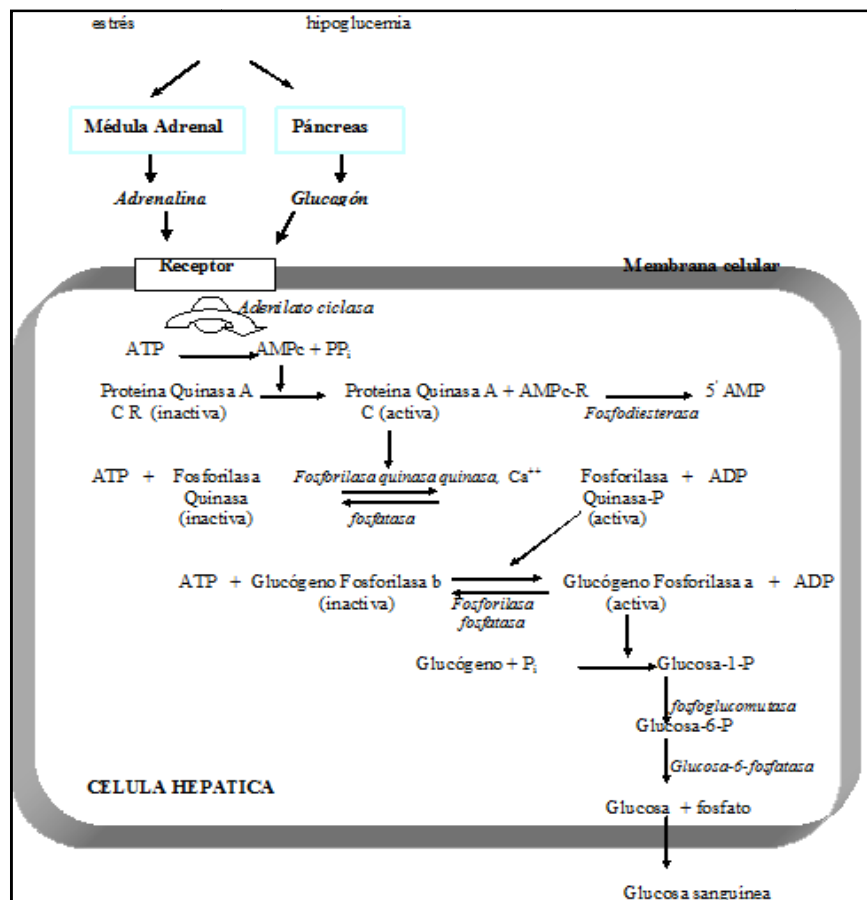 estrés hipoglucemia
Médula Adrenal Páncreas
Adrenalina Glucagón
Receptor Membrana celular
Adenilato ciclasa
ATP AMPc + PPi
Proteína Quinasa A Proteína Quinasa A + AMPc-R 5' AMP
C R (inactiva) C (activa) Fosfodiesterasa
ATP + Fosforilasa Fosforilasa quinasa quinasa, Ca++ Fosforilasa + ADP
Quinasa Quinasa-P
(inactiva) fosfatasa (activa)
ATP + Glucógeno Fosforilasa b Glucógeno Fosforilasa a + ADP
(inactiva) Fosforilasa (activa)
fosfatasa
Glucógeno + Pi Glucosa-1-P
fosfoglucomutasa
Glucosa-6-P
Glucosa-6-fosfatasa
CELULA HEPATICA
Glucosa + fosfato
Glucosa sanguínea